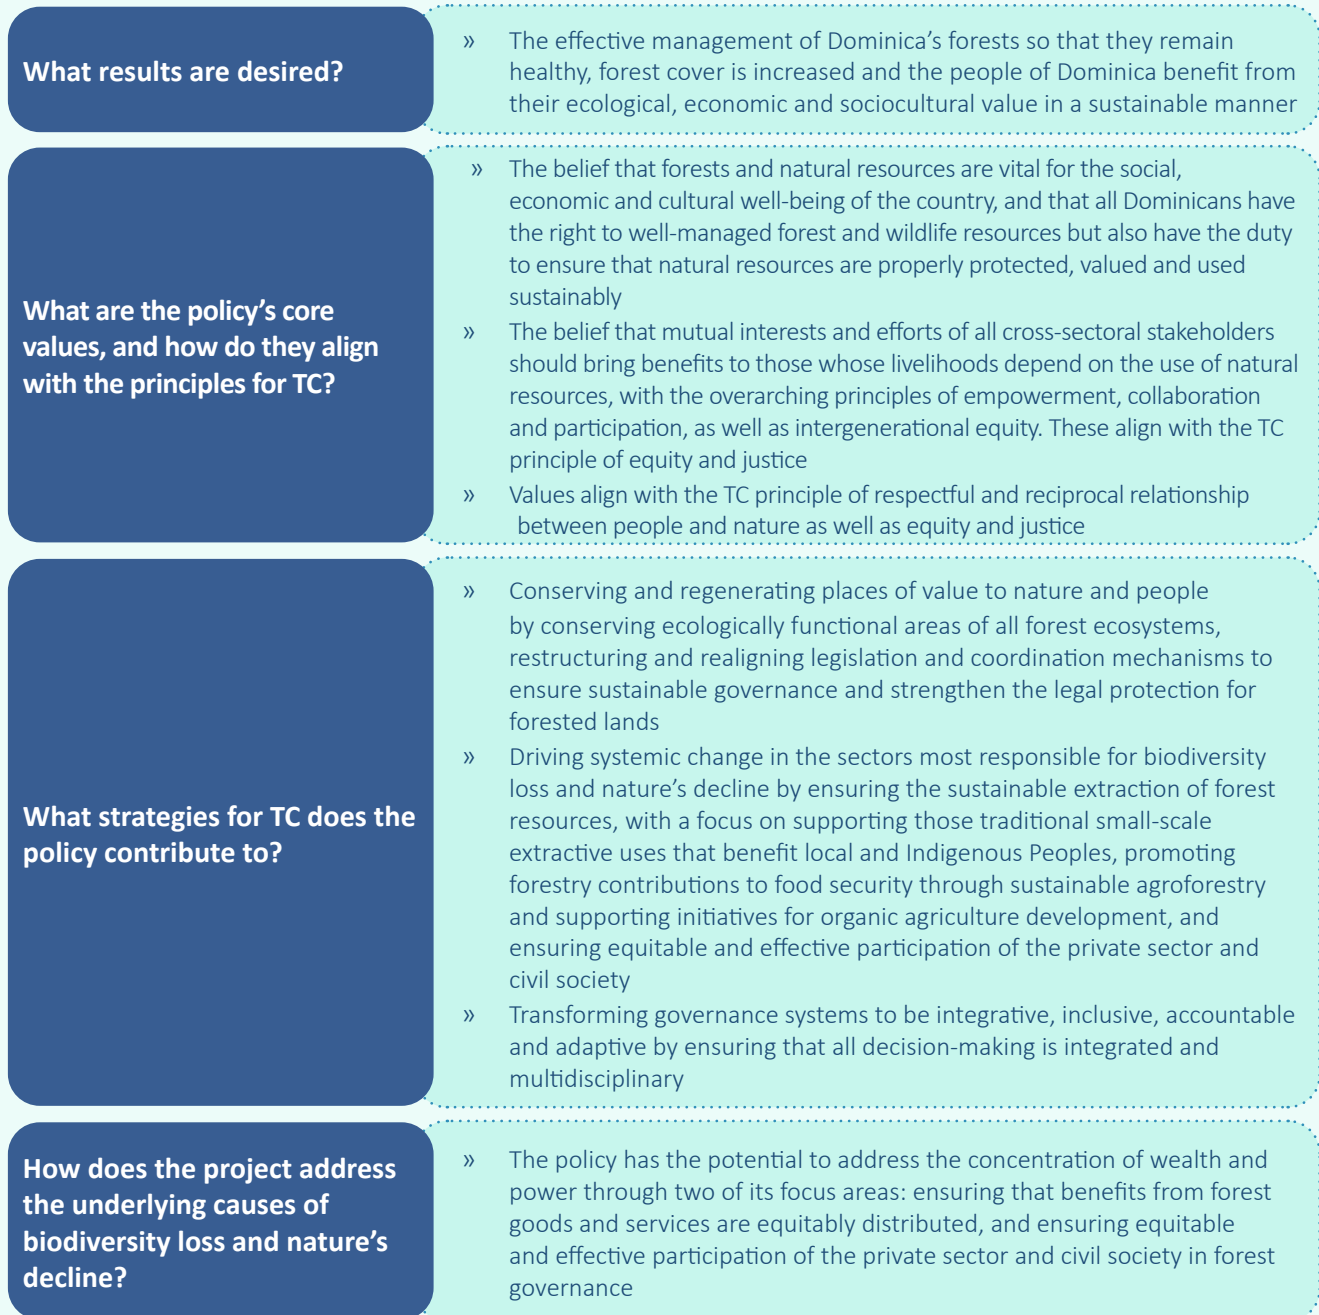 What results are desired?
» The effective management of Dominica’s forests so that they remain
healthy, forest cover is increased and the people of Dominica benefit from
their ecological, economic and sociocultural value in a sustainable manner
What are the policy’s core
values, and how do they align
with the principles for TC?
» The belief that forests and natural resources are vital for the social,
economic and cultural well-being of the country, and that all Dominicans have
the right to well-managed forest and wildlife resources but also have the duty
to ensure that natural resources are properly protected, valued and used
sustainably
» The belief that mutual interests and efforts of all cross-sectoral stakeholders
should bring benefits to those whose livelihoods depend on the use of natural
resources, with the overarching principles of empowerment, collaboration
and participation, as well as intergenerational equity. These align with the TC
principle of equity and justice
» Values align with the TC principle of respectful and reciprocal relationship
between people and nature as well as equity and justice
What strategies for TC does the
policy contribute to?
» Conserving and regenerating places of value to nature and people
by conserving ecologically functional areas of all forest ecosystems,
restructuring and realigning legislation and coordination mechanisms to
ensure sustainable governance and strengthen the legal protection for
forested lands
» Driving systemic change in the sectors most responsible for biodiversity
loss and nature’s decline by ensuring the sustainable extraction of forest
resources, with a focus on supporting those traditional small-scale
extractive uses that benefit local and Indigenous Peoples, promoting
forestry contributions to food security through sustainable agroforestry
and supporting initiatives for organic agriculture development, and
ensuring equitable and effective participation of the private sector and
civil society
» Transforming governance systems to be integrative, inclusive, accountable
and adaptive by ensuring that all decision-making is integrated and
multidisciplinary
How does the project address
the underlying causes of
biodiversity loss and nature’s
decline?
» The policy has the potential to address the concentration of wealth and
power through two of its focus areas: ensuring that benefits from forest
goods and services are equitably distributed, and ensuring equitable
and effective participation of the private sector and civil society in forest
governance